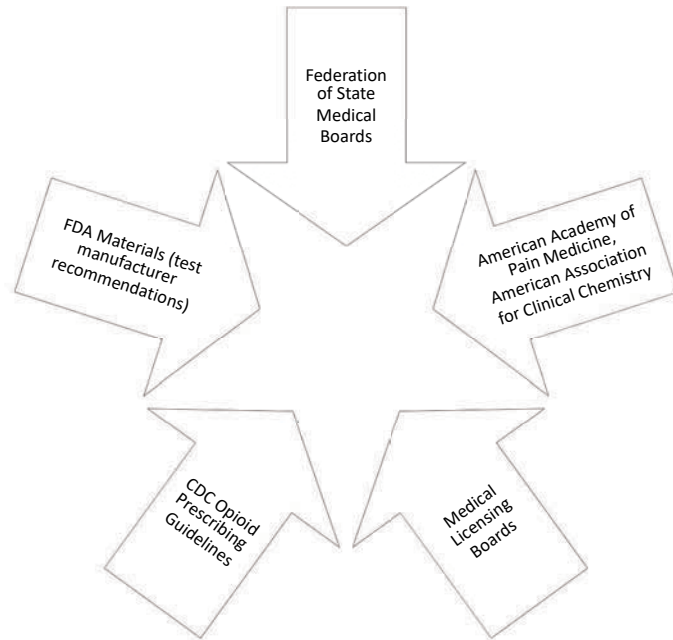 Federation
of State
Medical
Boards
American Academy of
Pain Medicine,
American Association
for Clinical Chemistry
Medical
Licensing
Boards
CDC Opioid
Prescribing
Guidelines
FDA Materials (test
manufacturer
recommendations)